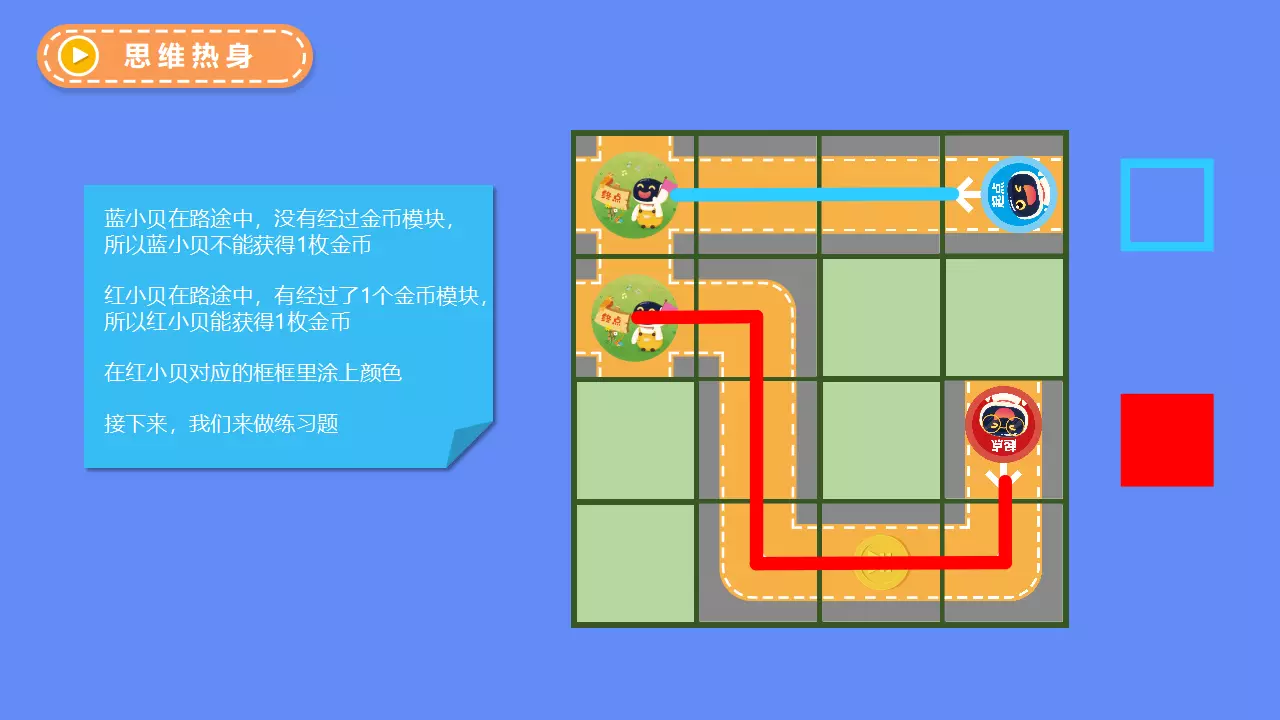 思维热身
蓝小贝在路途中，没有经过金币模块，
所以蓝小贝不能获得1枚金币
红小贝在路途中，有经过了1个金币模块，
所以红小贝能获得1枚金币
在红小贝对应的框框里涂上颜色
接下来，我们来做练习题
终点
起点
终点
起点